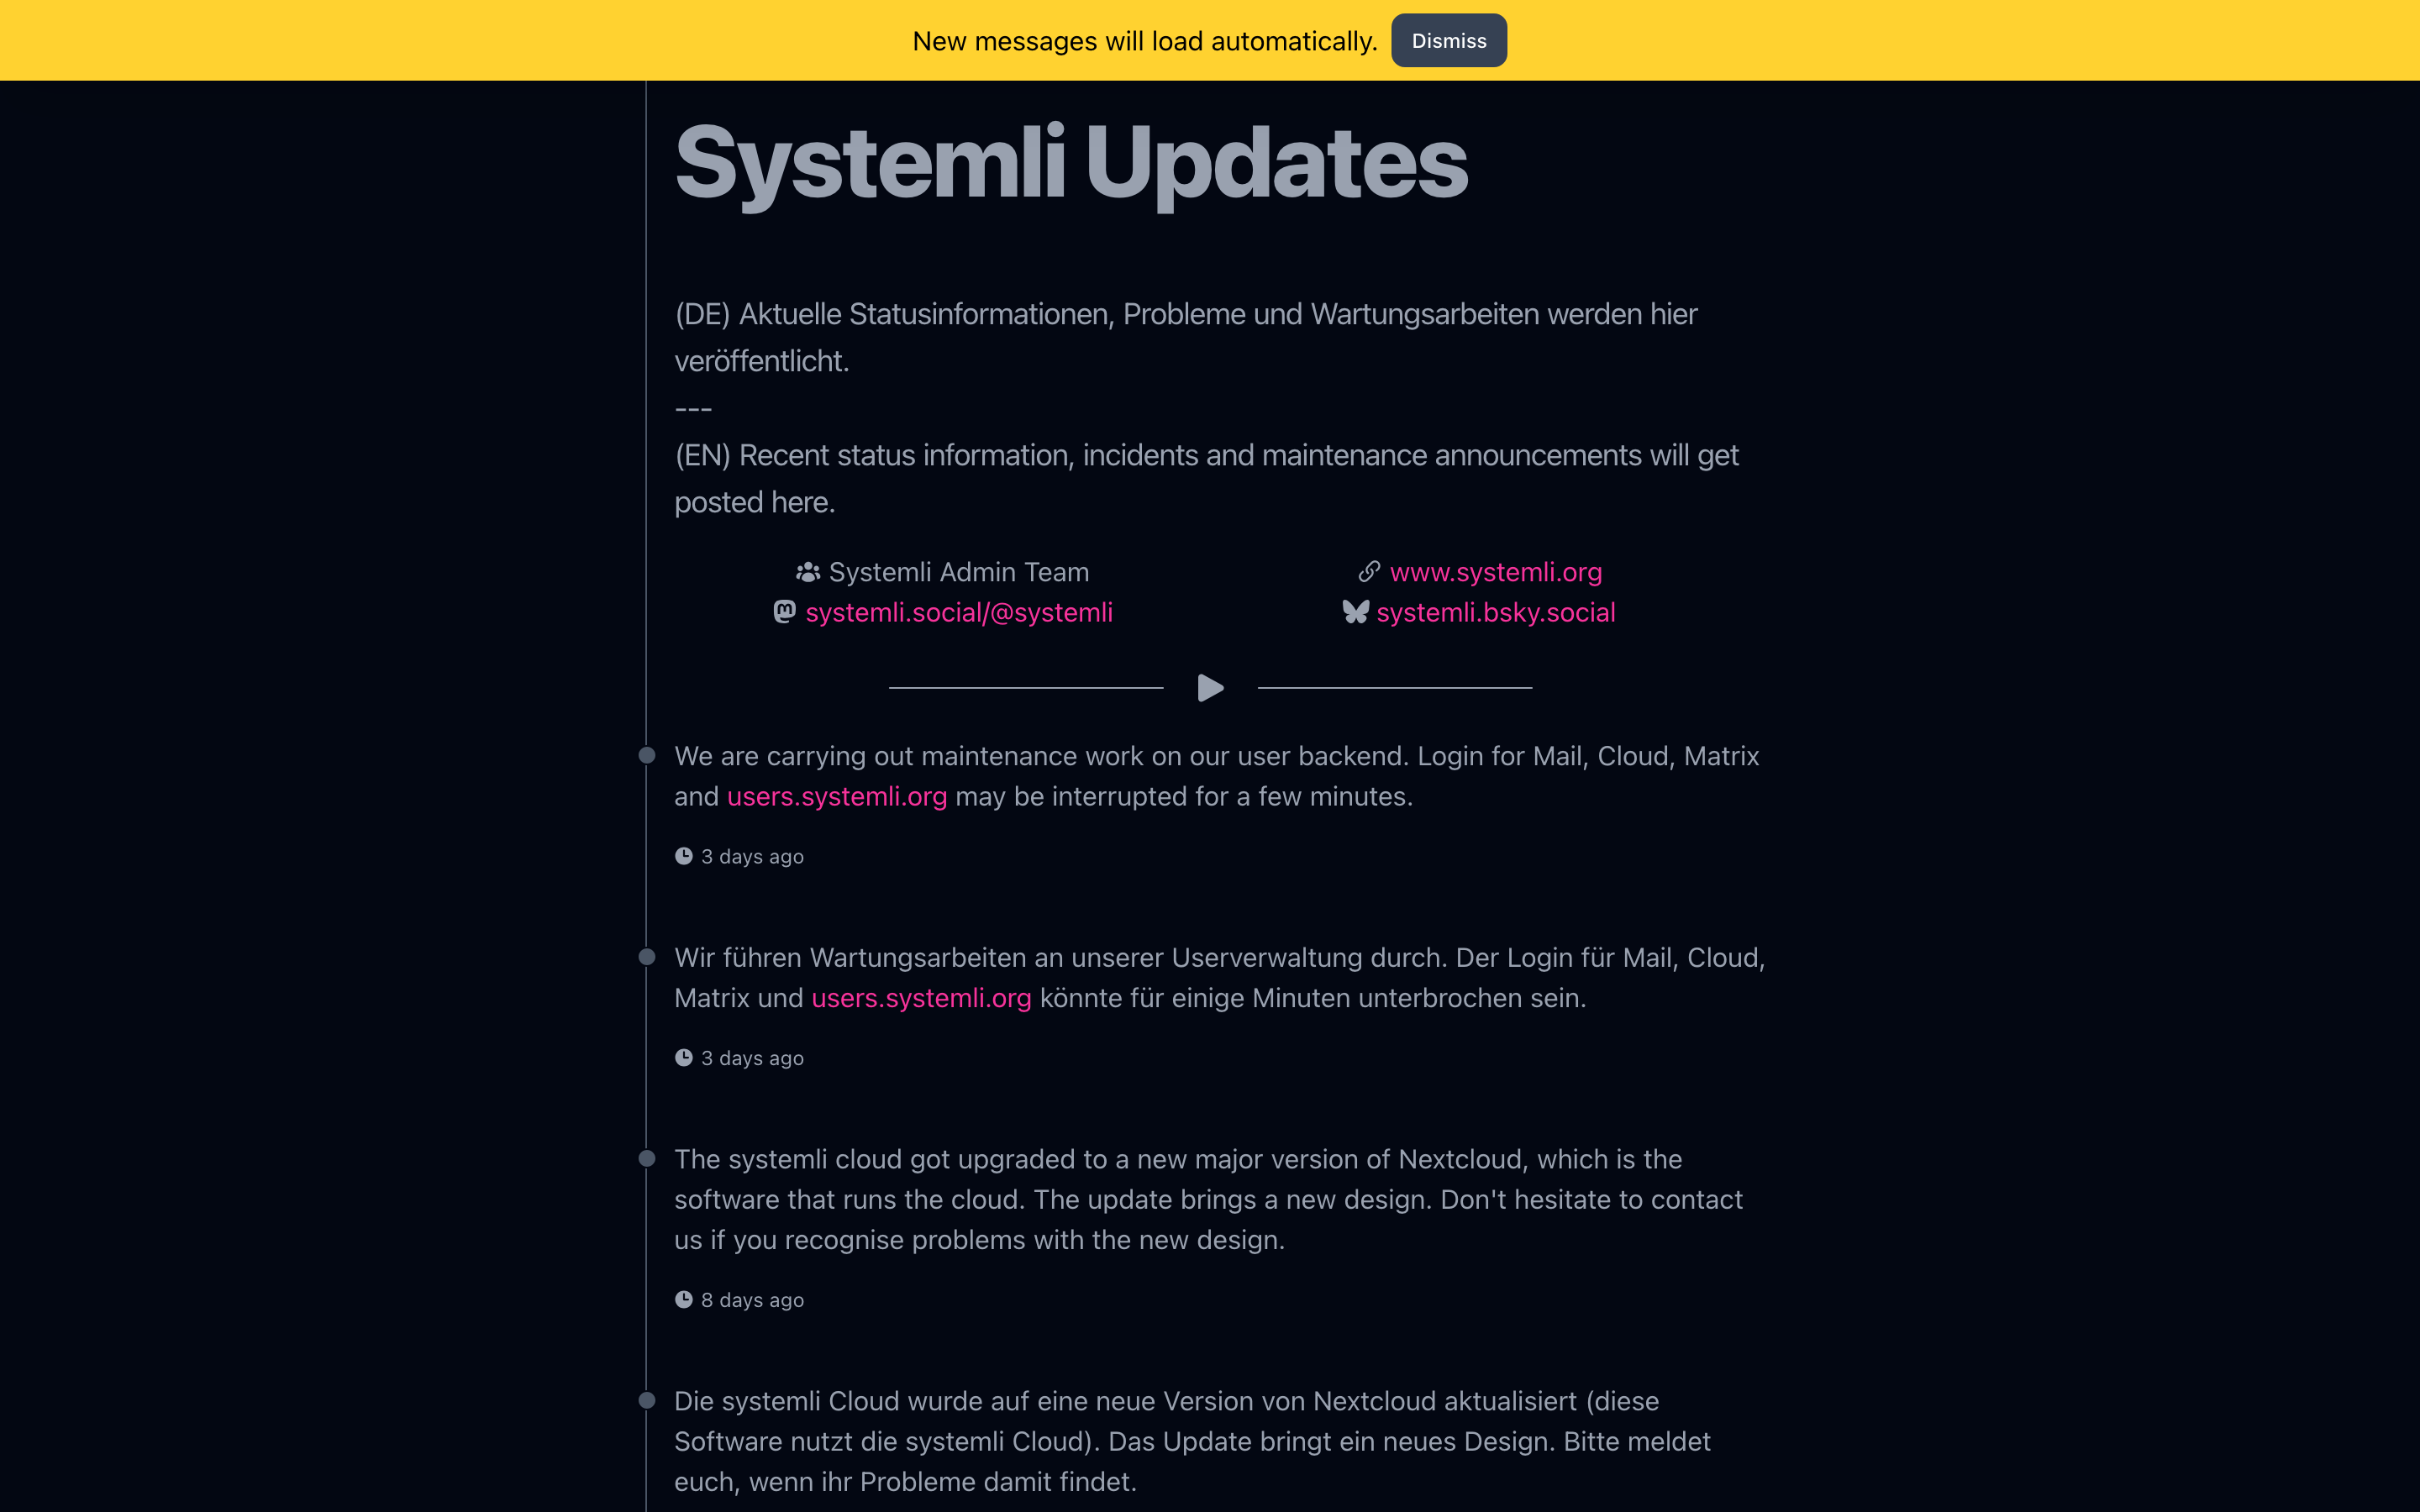 New messages will load automatically. Dismiss
Systemli Updates
(DE) Aktuelle Statusinformationen, Probleme und Wartungsarbeiten werden hier
veröffentlicht.
---
(EN) Recent status information, incidents and maintenance announcements will get
posted here.
Systemli Admin Team
www.systemli.org
systemli.social/@systemli
systemli.bsky.social
We are carrying out maintenance work on our user backend. Login for Mail, Cloud, Matrix
and users.systemli.org may be interrupted for a few minutes.
3 days ago
Wir führen Wartungsarbeiten an unserer Userverwaltung durch. Der Login für Mail, Cloud,
Matrix und users.systemli.org könnte für einige Minuten unterbrochen sein.
3 days ago
The systemli cloud got upgraded to a new major version of Nextcloud, which is the
software that runs the cloud. The update brings a new design. Don't hesitate to contact
us if you recognise problems with the new design.
8 days ago
Die systemli Cloud wurde auf eine neue Version von Nextcloud aktualisiert (diese
Software nutzt die systemli Cloud). Das Update bringt ein neues Design. Bitte meldet
euch, wenn ihr Probleme damit findet.